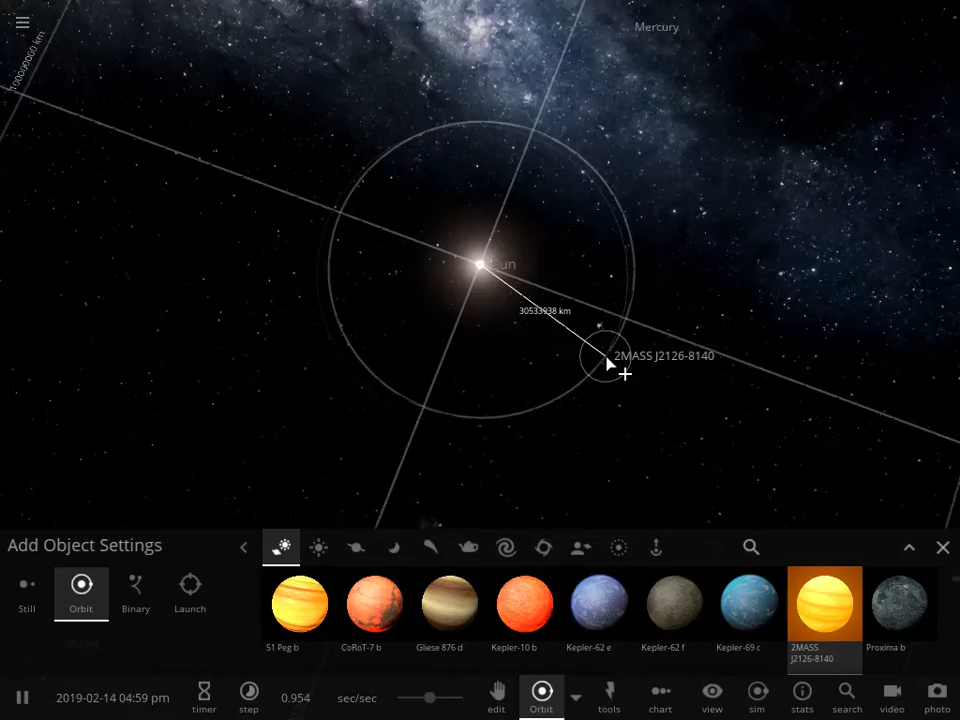 Mercury
100000000 km
Sun
30533938 km
2MASS J2126-8140
Add Object Settings
Still
Orbit
Binary
Launch
51 Peg b
CoRoT-7 b
Gliese 876 d
Kepler-10 b
Kepler-62 e
Kepler-62 f
Kepler-69 c
2MASS
J2126-8140
Proxima b
2019-02-14 04:59 pm
timer
step
0.954
sec/sec
edit
Orbit
tools
chart
view
sim
stats
search
video
photo